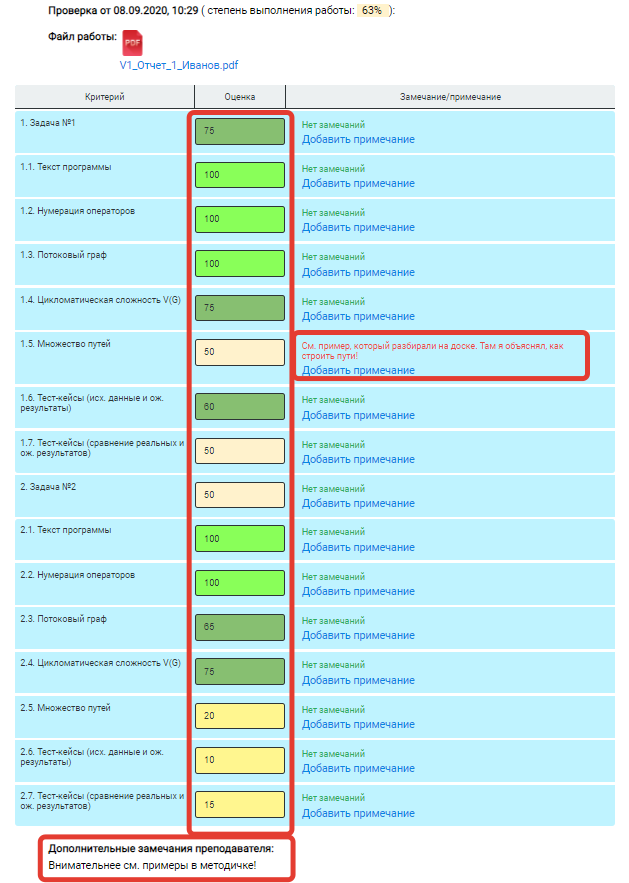 Проверка от 08.09.2020, 10:29 ( степень выполнения работы: 63% ):
Файл работы:
PDF
V1_Отчет_1_Иванов.pdf
Критерий Оценка Замечание/примечание
1. Задача №1 75 Нет замечаний
Добавить примечание
1.1. Текст программы 100 Нет замечаний
Добавить примечание
1.2. Нумерация операторов 100 Нет замечаний
Добавить примечание
1.3. Потоковый граф 100 Нет замечаний
Добавить примечание
1.4. Цикломатическая сложность V(G) 75 Нет замечаний
Добавить примечание
1.5. Множество путей 50 См. пример, который разбирали на доске. Там я объяснял, как
строить пути!
Добавить примечание
1.6. Тест-кейсы (исх. данные и ож. 60 Нет замечаний
результаты) Добавить примечание
1.7. Тест-кейсы (сравнение реальных и 50 Нет замечаний
ож. результатов) Добавить примечание
2. Задача №2 50 Нет замечаний
Добавить примечание
2.1. Текст программы 100 Нет замечаний
Добавить примечание
2.2. Нумерация операторов 100 Нет замечаний
Добавить примечание
2.3. Потоковый граф 65 Нет замечаний
Добавить примечание
2.4. Цикломатическая сложность V(G) 75 Нет замечаний
Добавить примечание
2.5. Множество путей 20 Нет замечаний
Добавить примечание
2.6. Тест-кейсы (исх. данные и ож. 10 Нет замечаний
результаты) Добавить примечание
2.7. Тест-кейсы (сравнение реальных и 15 Нет замечаний
ож. результатов) Добавить примечание
Дополнительные замечания преподавателя:
Внимательнее см. примеры в методичке!